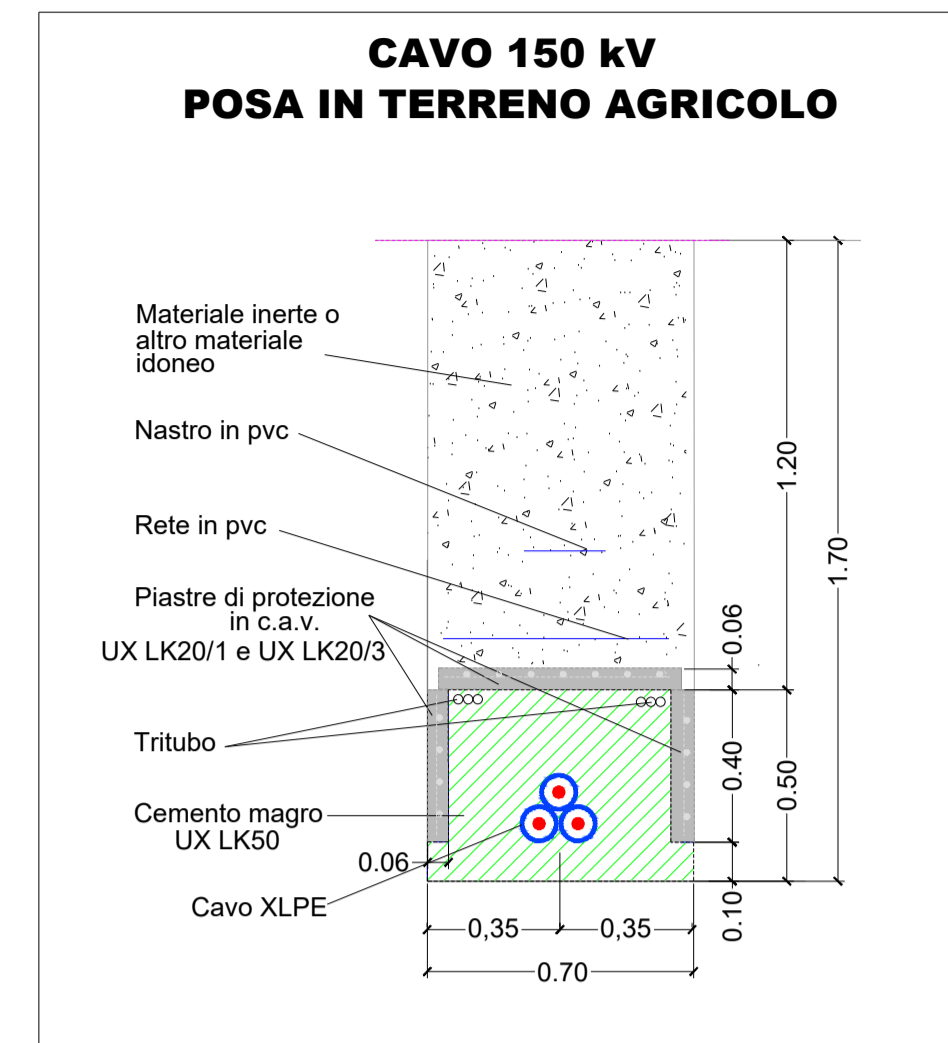 CAVO 150 kV
POSA IN TERRENO AGRICOLO
Materiale inerte o
altro materiale
idoneo
Nastro in pvc
Rete in pvc
Piastre di protezione
in c.a.v.
UX LK20/1 e UX LK20/3
Tritubo
Cemento magro
UX LK50
Cavo XLPE
1.20
1.70
0.06
0.40
0.50
0.10
0.06
0,35
0,35
0.70